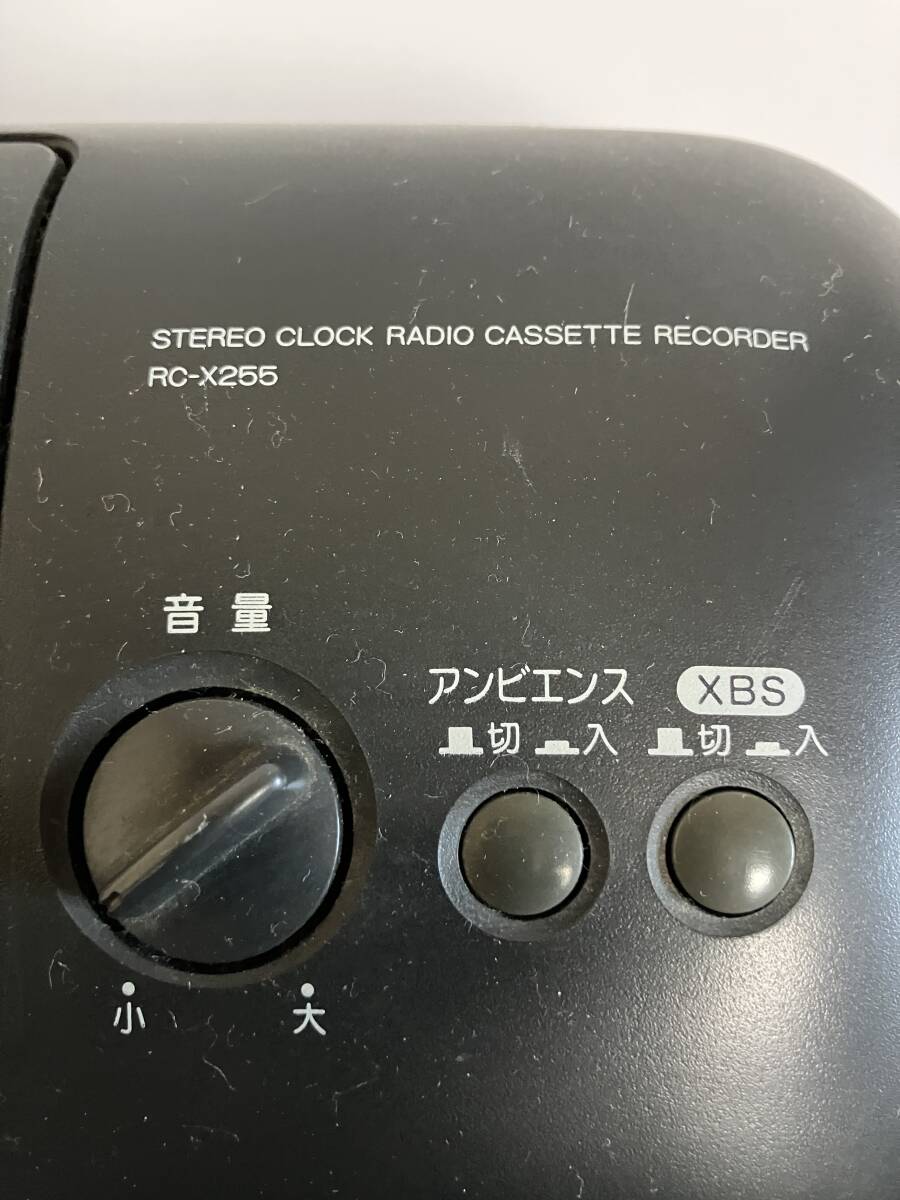 STEREO CLOCK RADIO CASSETTE RECORDER
RC-X255
音量
アンビエンス XBS
切 入 切 入
小 大